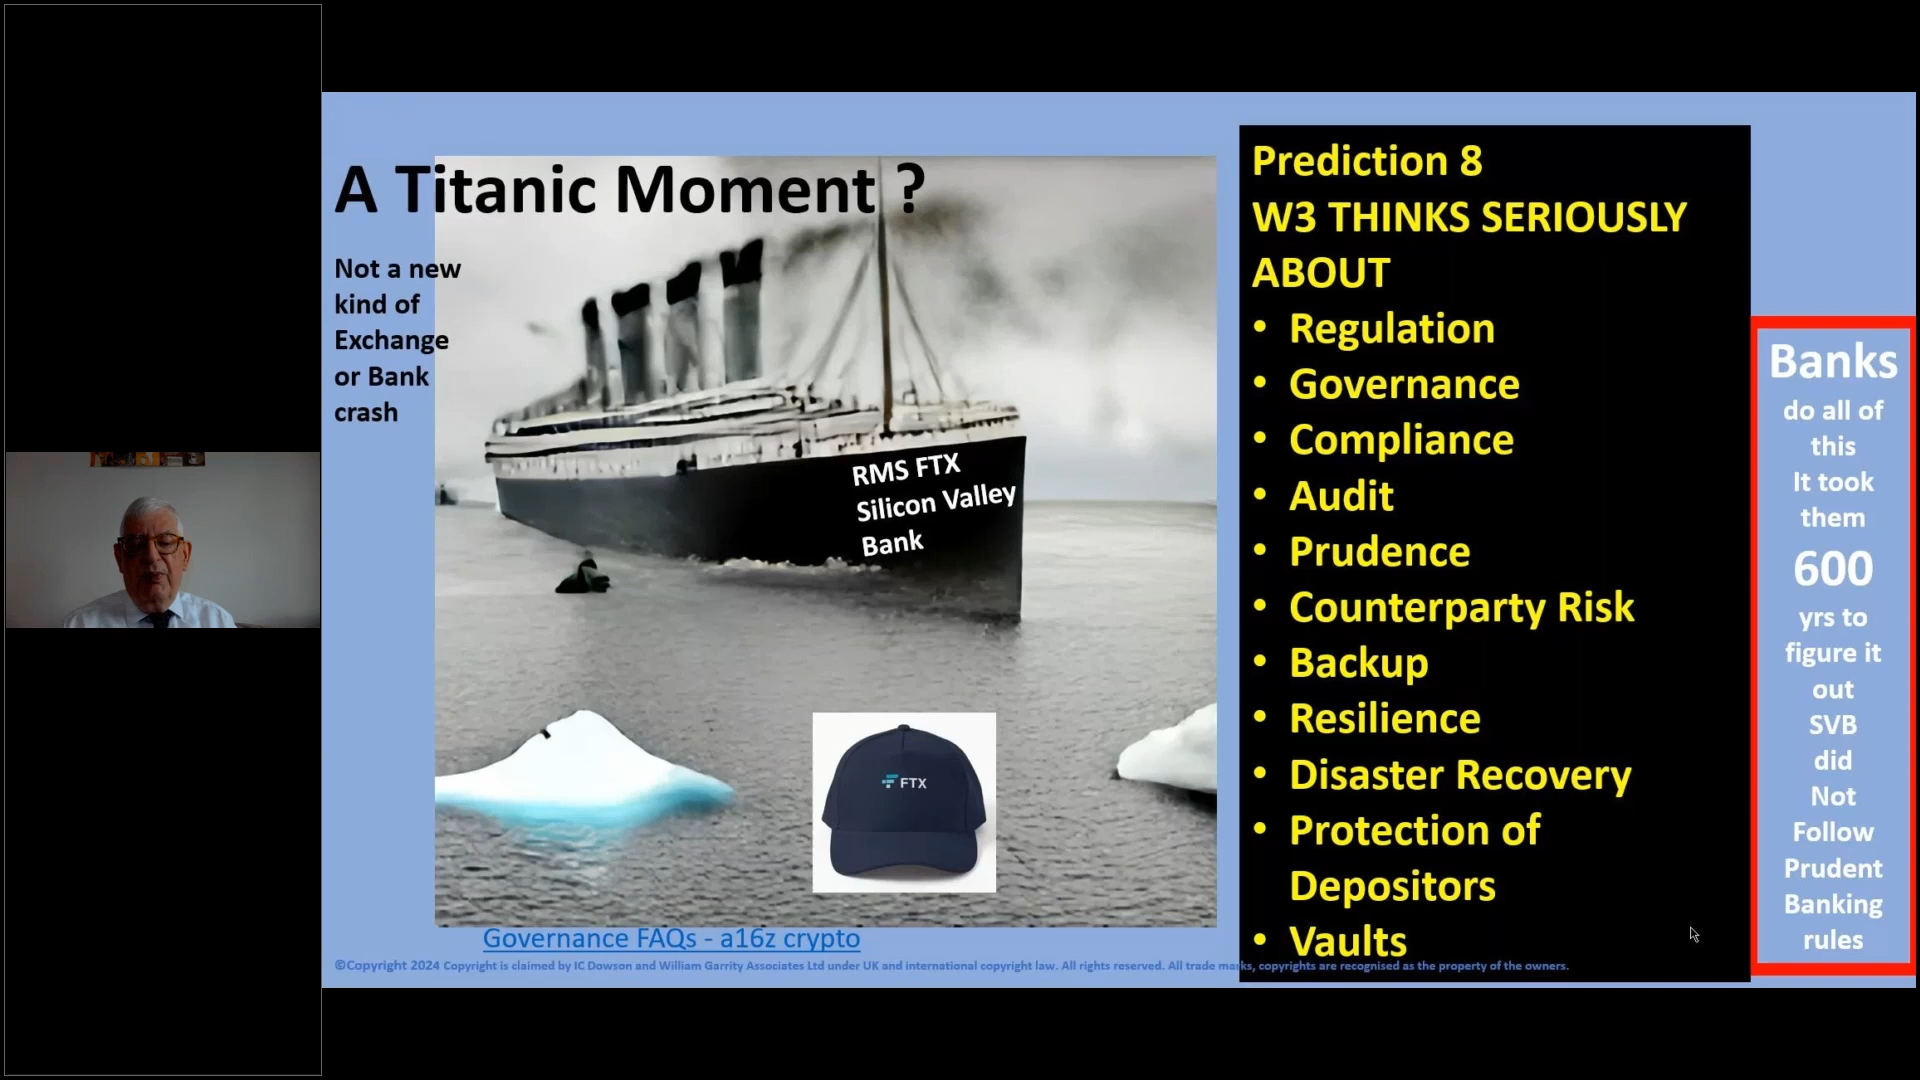 A Titanic Moment ?
Not a new
kind of
Exchange
or Bank
crash
RMS FTX
Silicon Valley
Bank
FTX
Governance FAQs - a16z crypto
Prediction 8
W3 THINKS SERIOUSLY
ABOUT
• Regulation
• Governance
• Compliance
• Audit
• Prudence
• Counterparty Risk
• Backup
• Resilience
• Disaster Recovery
• Protection of
Depositors
• Vaults
Banks
do all of
this
It took
them
600
yrs to
figure it
out
SVB
did
Not
Follow
Prudent
Banking
rules
©Copyright 2024 Copyright is claimed by IC Dowson and William Garrity Associates Ltd under UK and international copyright law. All rights reserved. All trade marks, copyrights are recognised as the property of the owners.